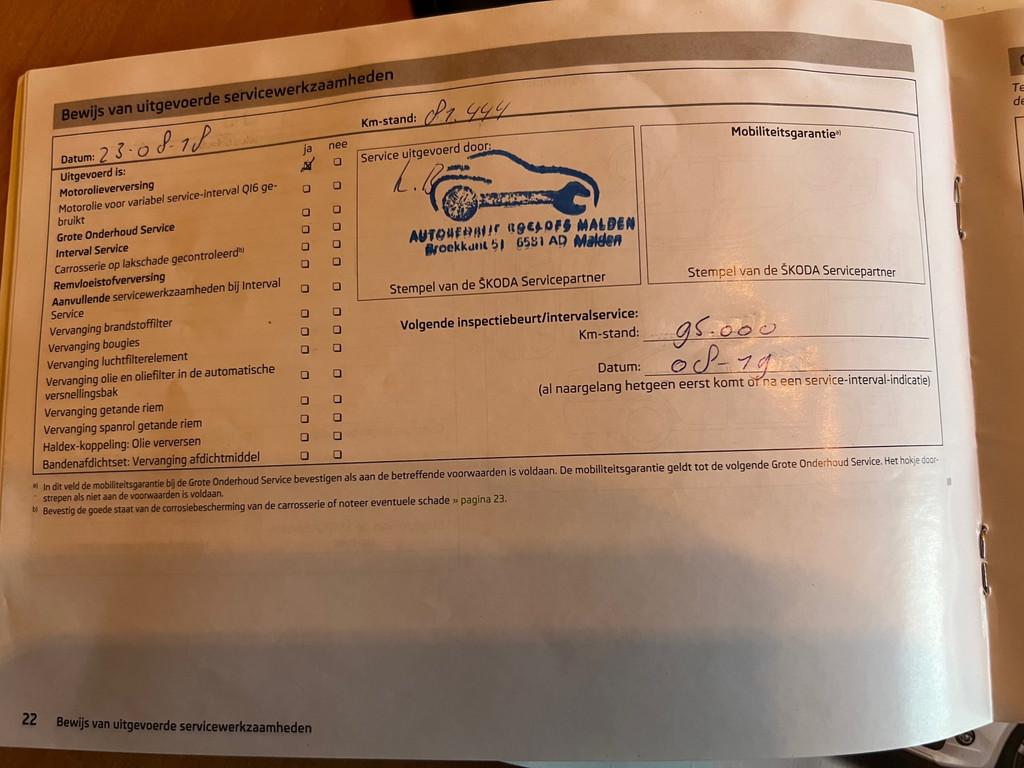 Bewijs van uitgevoerde servicewerkzaamheden
Datum: 23-08-18
Km-stand: 81.444
Uitgevoerd is:
ja nee
Motorolieverversing
Motorolie voor variabel service-interval QI6 ge-
bruikt
Grote Onderhoud Service
Interval Service
Carrosserie op lakschade gecontroleerd b)
Remvloeistofverversing
Aanvullende servicewerkzaamheden bij Interval
Service
Vervanging brandstoffilter
Vervanging bougies
Vervanging luchtfilterelement
Vervanging olie en oliefilter in de automatische
versnellingsbak
Vervanging getande riem
Vervanging spanrol getande riem
Haldex-koppeling: Olie verversen
Bandenafdichtset: Vervanging afdichtmiddel
Service uitgevoerd door:
AUTOBEDRIJF ROELOFS MALDEN
Broekkant 51 6581 AD Malden
Stempel van de ŠKODA Servicepartner
Mobiliteitsgarantie a)
Stempel van de ŠKODA Servicepartner
Volgende inspectiebeurt/intervalservice:
Km-stand: 95.000
Datum: 08-19
(al naargelang hetgeen eerst komt of na een service-interval-indicatie)
a) In dit veld de mobiliteitsgarantie bij de Grote Onderhoud Service bevestigen als aan de betreffende voorwaarden is voldaan. De mobiliteitsgarantie geldt tot de volgende Grote Onderhoud Service. Het hokje door-
strepen als niet aan de voorwaarden is voldaan.
b) Bevestig de goede staat van de corrosiebescherming van de carrosserie of noteer eventuele schade » pagina 23.
22 Bewijs van uitgevoerde servicewerkzaamheden
Te
de